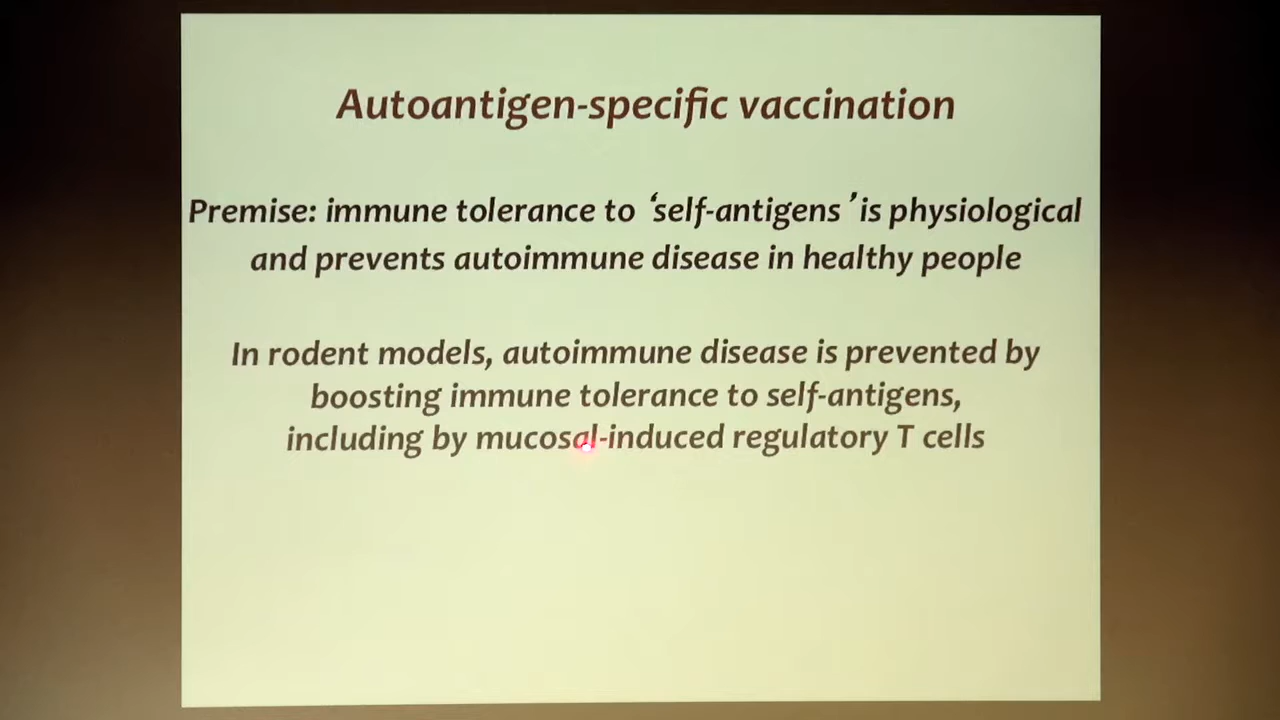 Autoantigen-specific vaccination
Premise: immune tolerance to ‘self-antigens’ is physiological
and prevents autoimmune disease in healthy people
In rodent models, autoimmune disease is prevented by
boosting immune tolerance to self-antigens,
including by mucosal-induced regulatory T cells